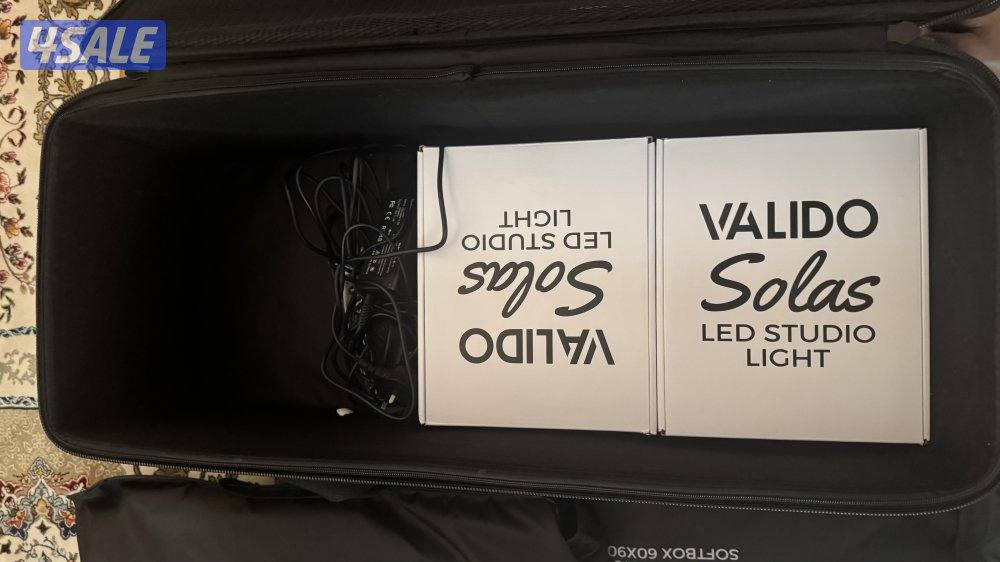 4SALE
VALIDO
Solas
LED STUDIO
LIGHT
VALIDO
Solas
LED STUDIO
LIGHT
SOFTBOX 60X90